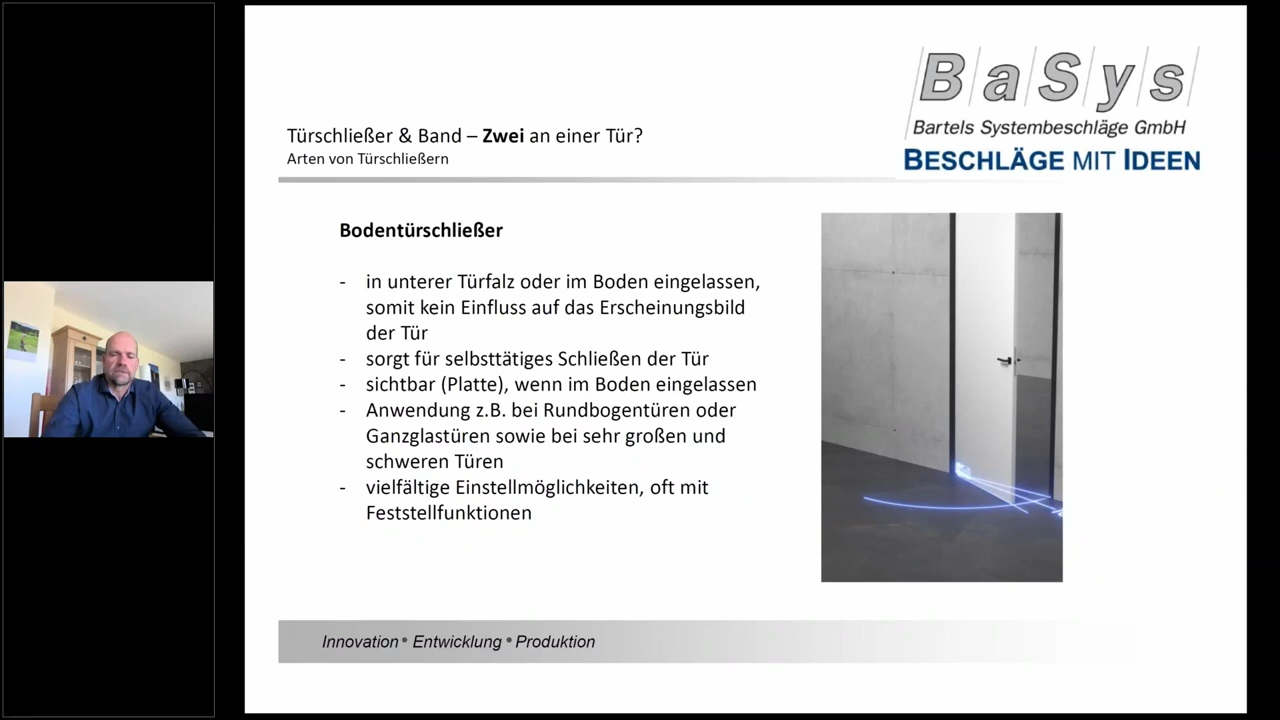 BaSys
Bartels Systembeschläge GmbH
BESCHLÄGE MIT IDEEN
Türschließer & Band – Zwei an einer Tür?
Arten von Türschließern
Bodentürschließer
- in unterer Türfalz oder im Boden eingelassen,
somit kein Einfluss auf das Erscheinungsbild
der Tür
- sorgt für selbsttätiges Schließen der Tür
- sichtbar (Platte), wenn im Boden eingelassen
- Anwendung z.B. bei Rundbogentüren oder
Ganzglastüren sowie bei sehr großen und
schweren Türen
- vielfältige Einstellmöglichkeiten, oft mit
Feststellfunktionen
Innovation • Entwicklung • Produktion